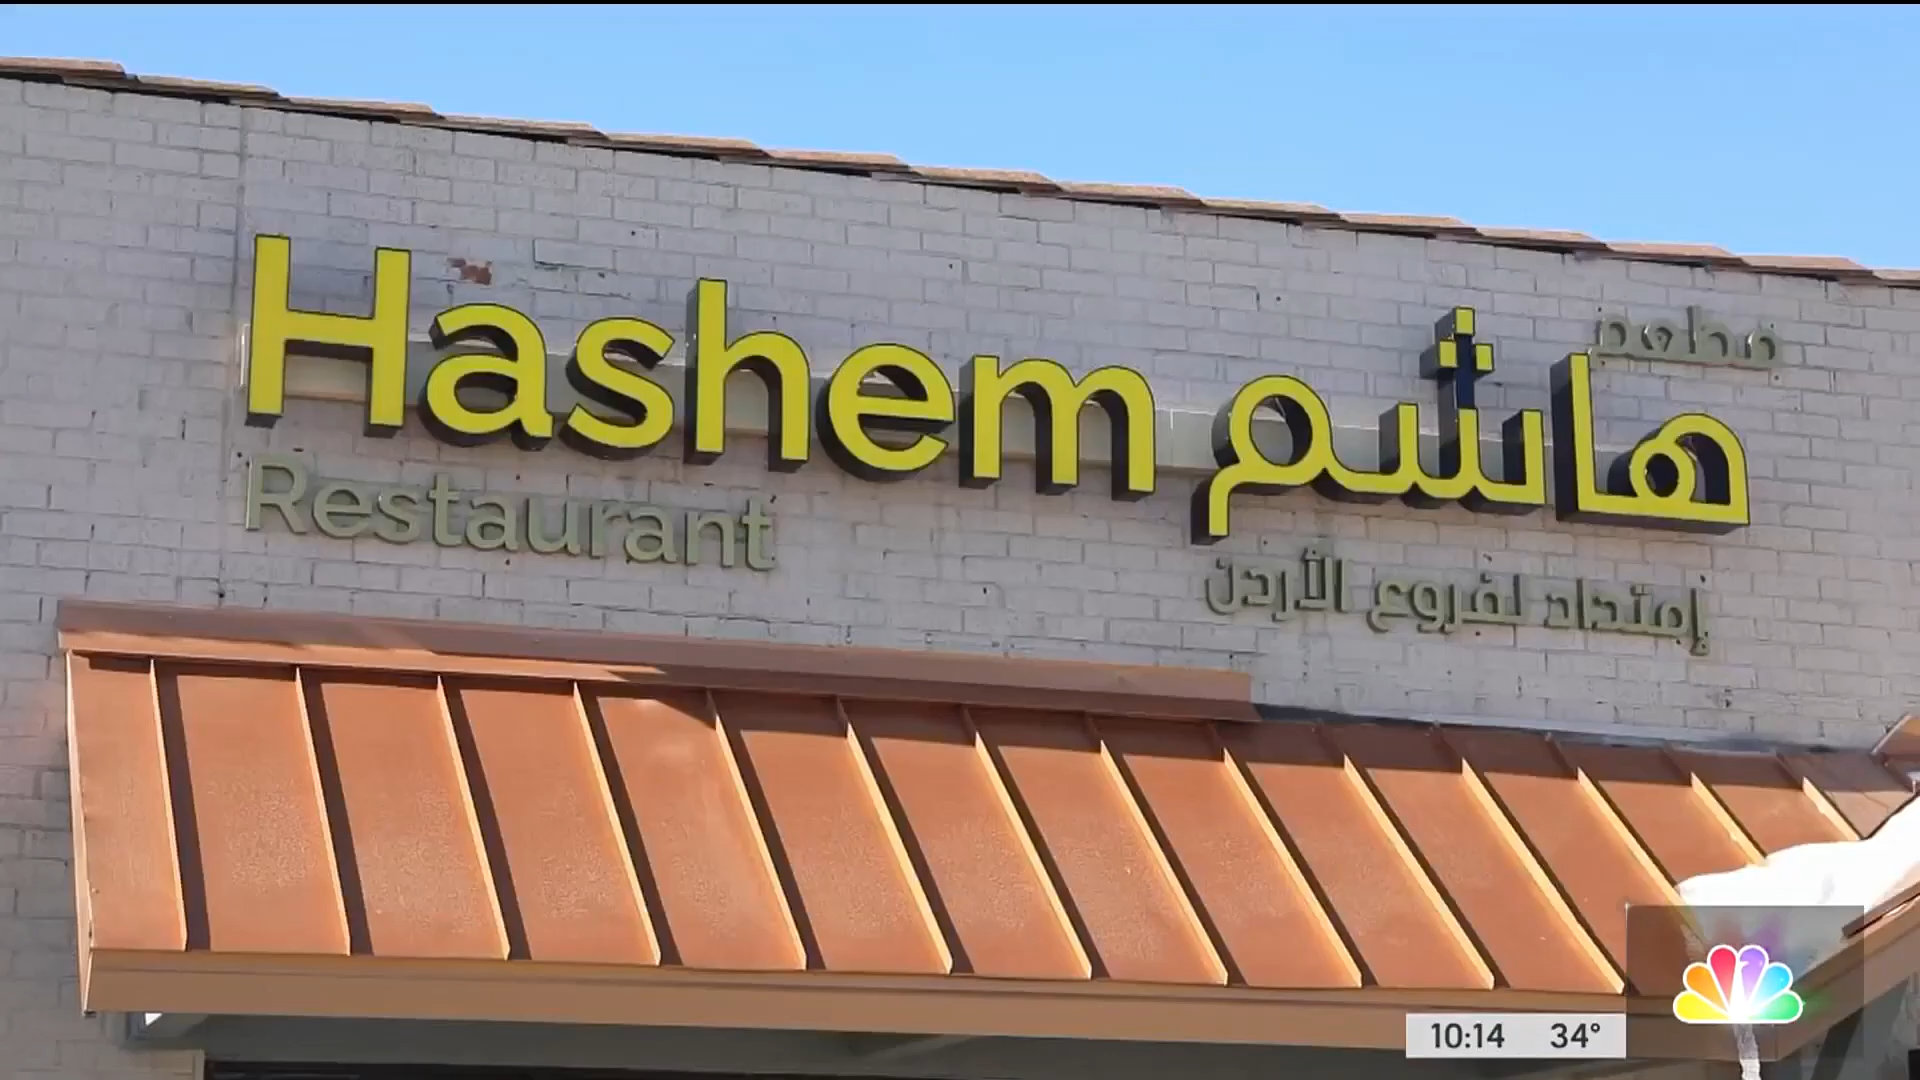 Hashem
Restaurant
مطعم
هاشم
إمتداد لفروع الأردن
10:14 34°